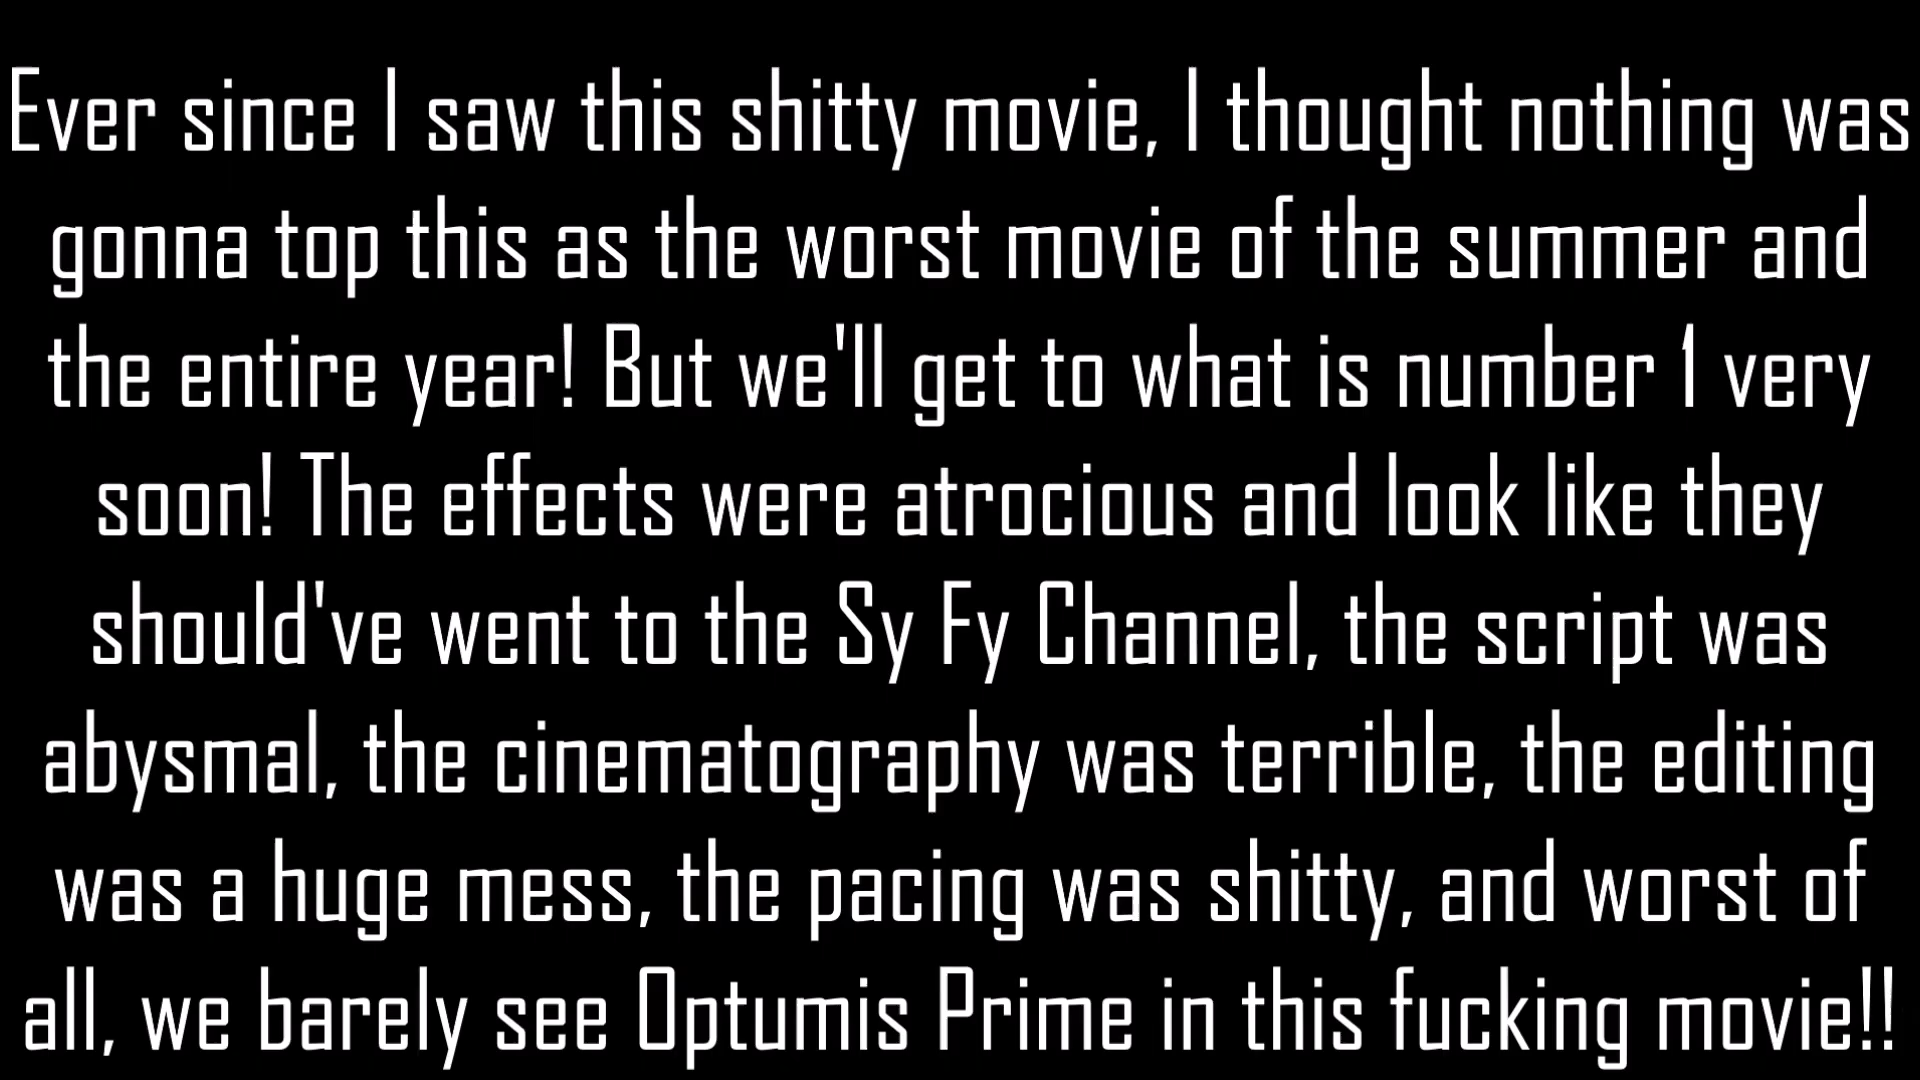 Ever since I saw this shitty movie, I thought nothing was
gonna top this as the worst movie of the summer and
the entire year! But we'll get to what is number 1 very
soon! The effects were atrocious and look like they
should've went to the Sy Fy Channel, the script was
abysmal, the cinematography was terrible, the editing
was a huge mess, the pacing was shitty, and worst of
all, we barely see Optumis Prime in this fucking movie!!